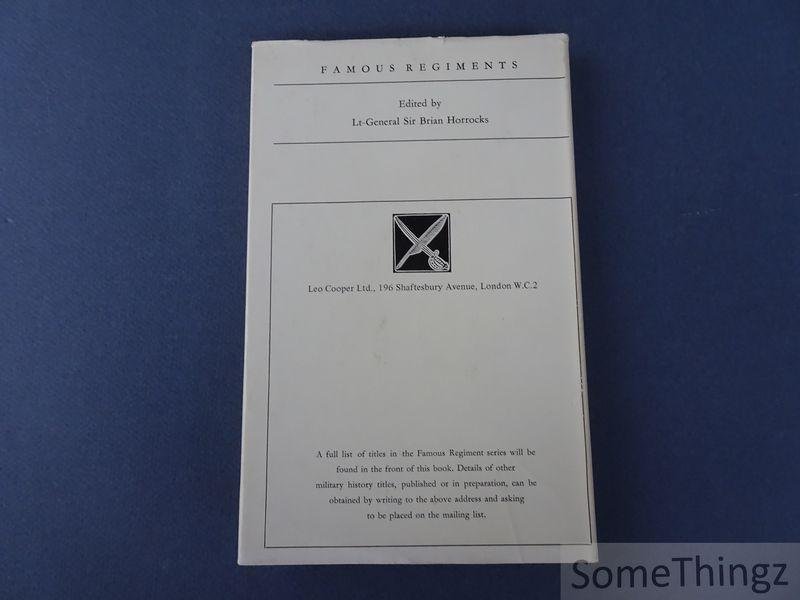 FAMOUS REGIMENTS
Edited by
Lt-General Sir Brian Horrocks
Leo Cooper Ltd., 196 Shaftesbury Avenue, London W.C.2
A full list of titles in the Famous Regiment series will be
found in the front of this book. Details of other
military history titles, published or in preparation, can be
obtained by writing to the above address and asking
to be placed on the mailing list.
SomeThingz